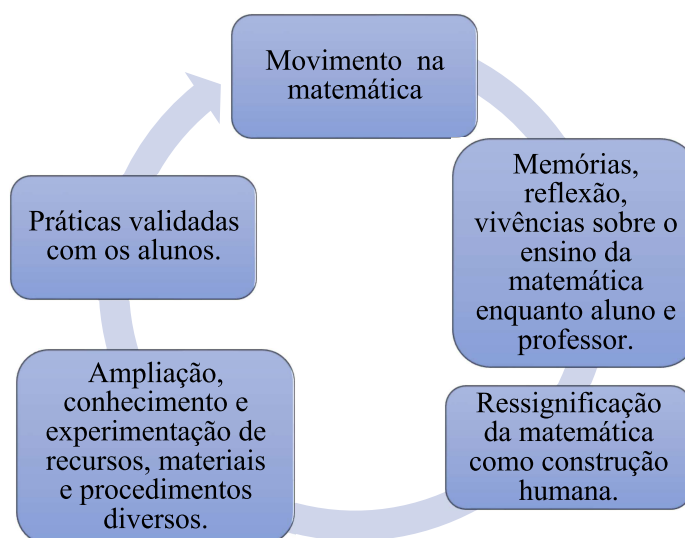 Movimento na
matemática
Memórias,
reflexão,
vivências sobre o
ensino da
matemática
enquanto aluno e
professor.
Ressignificação
da matemática
como construção
humana.
Ampliação,
conhecimento e
experimentação de
recursos, materiais
e procedimentos
diversos.
Práticas validadas
com os alunos.